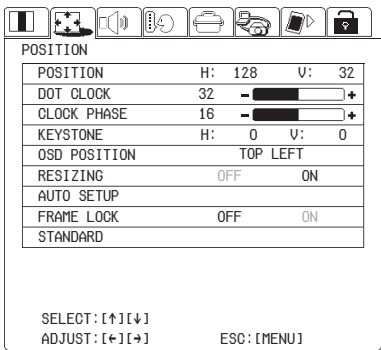 POSITION
POSITION H: 128 V: 32
DOT CLOCK 32 - +
CLOCK PHASE 16 - +
KEYSTONE H: 0 V: 0
OSD POSITION TOP LEFT
RESIZING OFF ON
AUTO SETUP
FRAME LOCK OFF ON
STANDARD
SELECT:[↑][↓]
ADJUST:[←][→] ESC:[MENU]